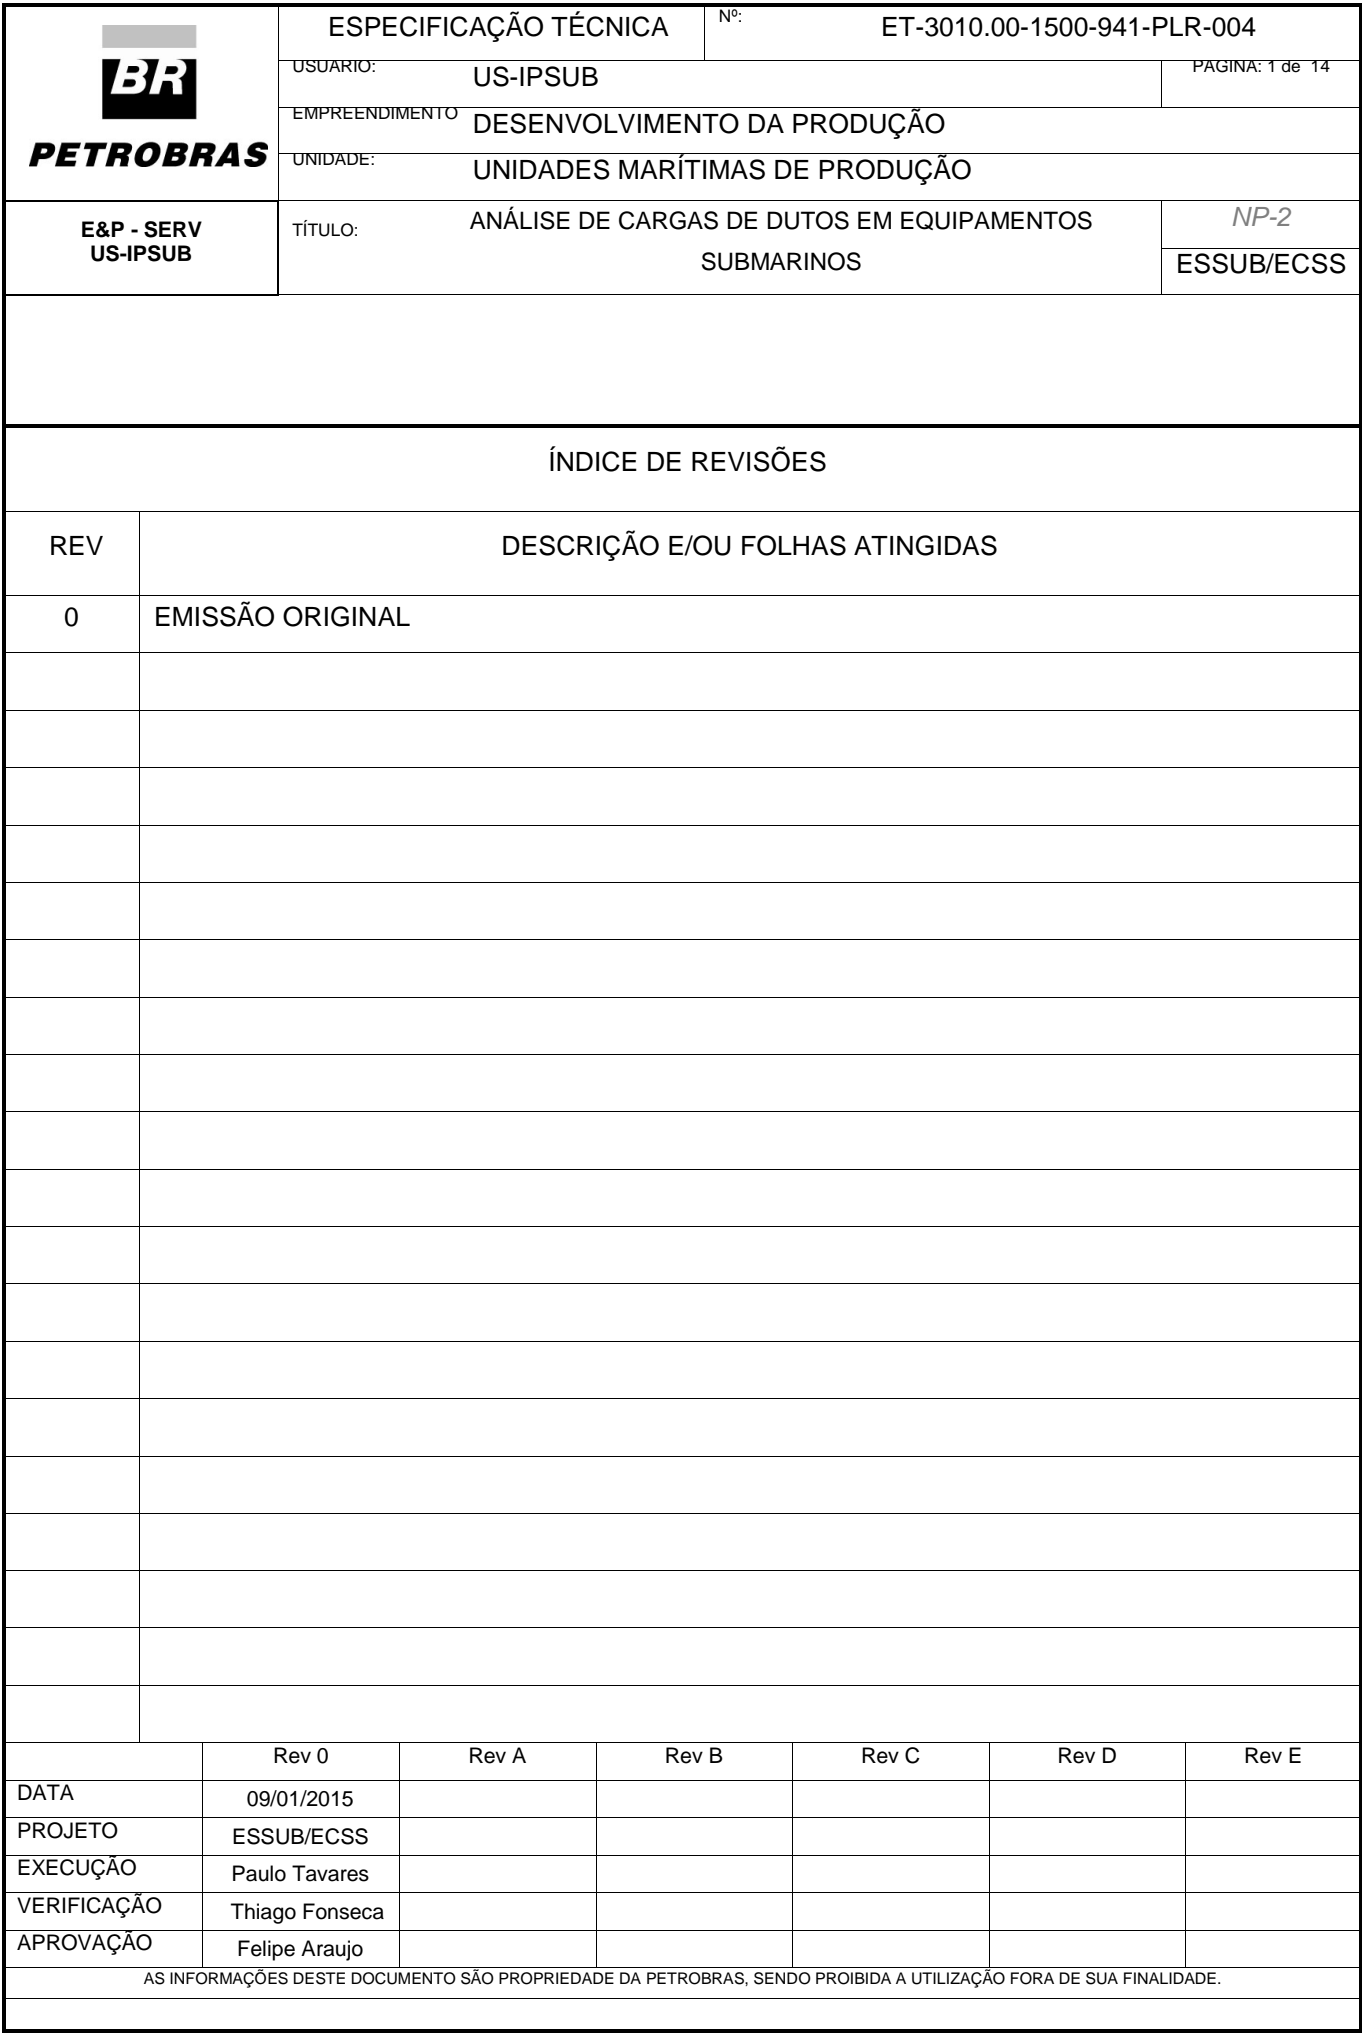 BR
PETROBRAS
ESPECIFICAÇÃO TÉCNICA
Nº:
ET-3010.00-1500-941-PLR-004
USUÁRIO:
US-IPSUB
PÁGINA: 1 de 14
EMPREENDIMENTO
DESENVOLVIMENTO DA PRODUÇÃO
UNIDADE:
UNIDADES MARÍTIMAS DE PRODUÇÃO
E&P - SERV
US-IPSUB
TÍTULO:
ANÁLISE DE CARGAS DE DUTOS EM EQUIPAMENTOS
SUBMARINOS
NP-2
ESSUB/ECSS
ÍNDICE DE REVISÕES
REV DESCRIÇÃO E/OU FOLHAS ATINGIDAS
0 EMISSÃO ORIGINAL
Rev 0 Rev A Rev B Rev C Rev D Rev E
DATA 09/01/2015
PROJETO ESSUB/ECSS
EXECUÇÃO Paulo Tavares
VERIFICAÇÃO Thiago Fonseca
APROVAÇÃO Felipe Araujo
AS INFORMAÇÕES DESTE DOCUMENTO SÃO PROPRIEDADE DA PETROBRAS, SENDO PROIBIDA A UTILIZAÇÃO FORA DE SUA FINALIDADE.